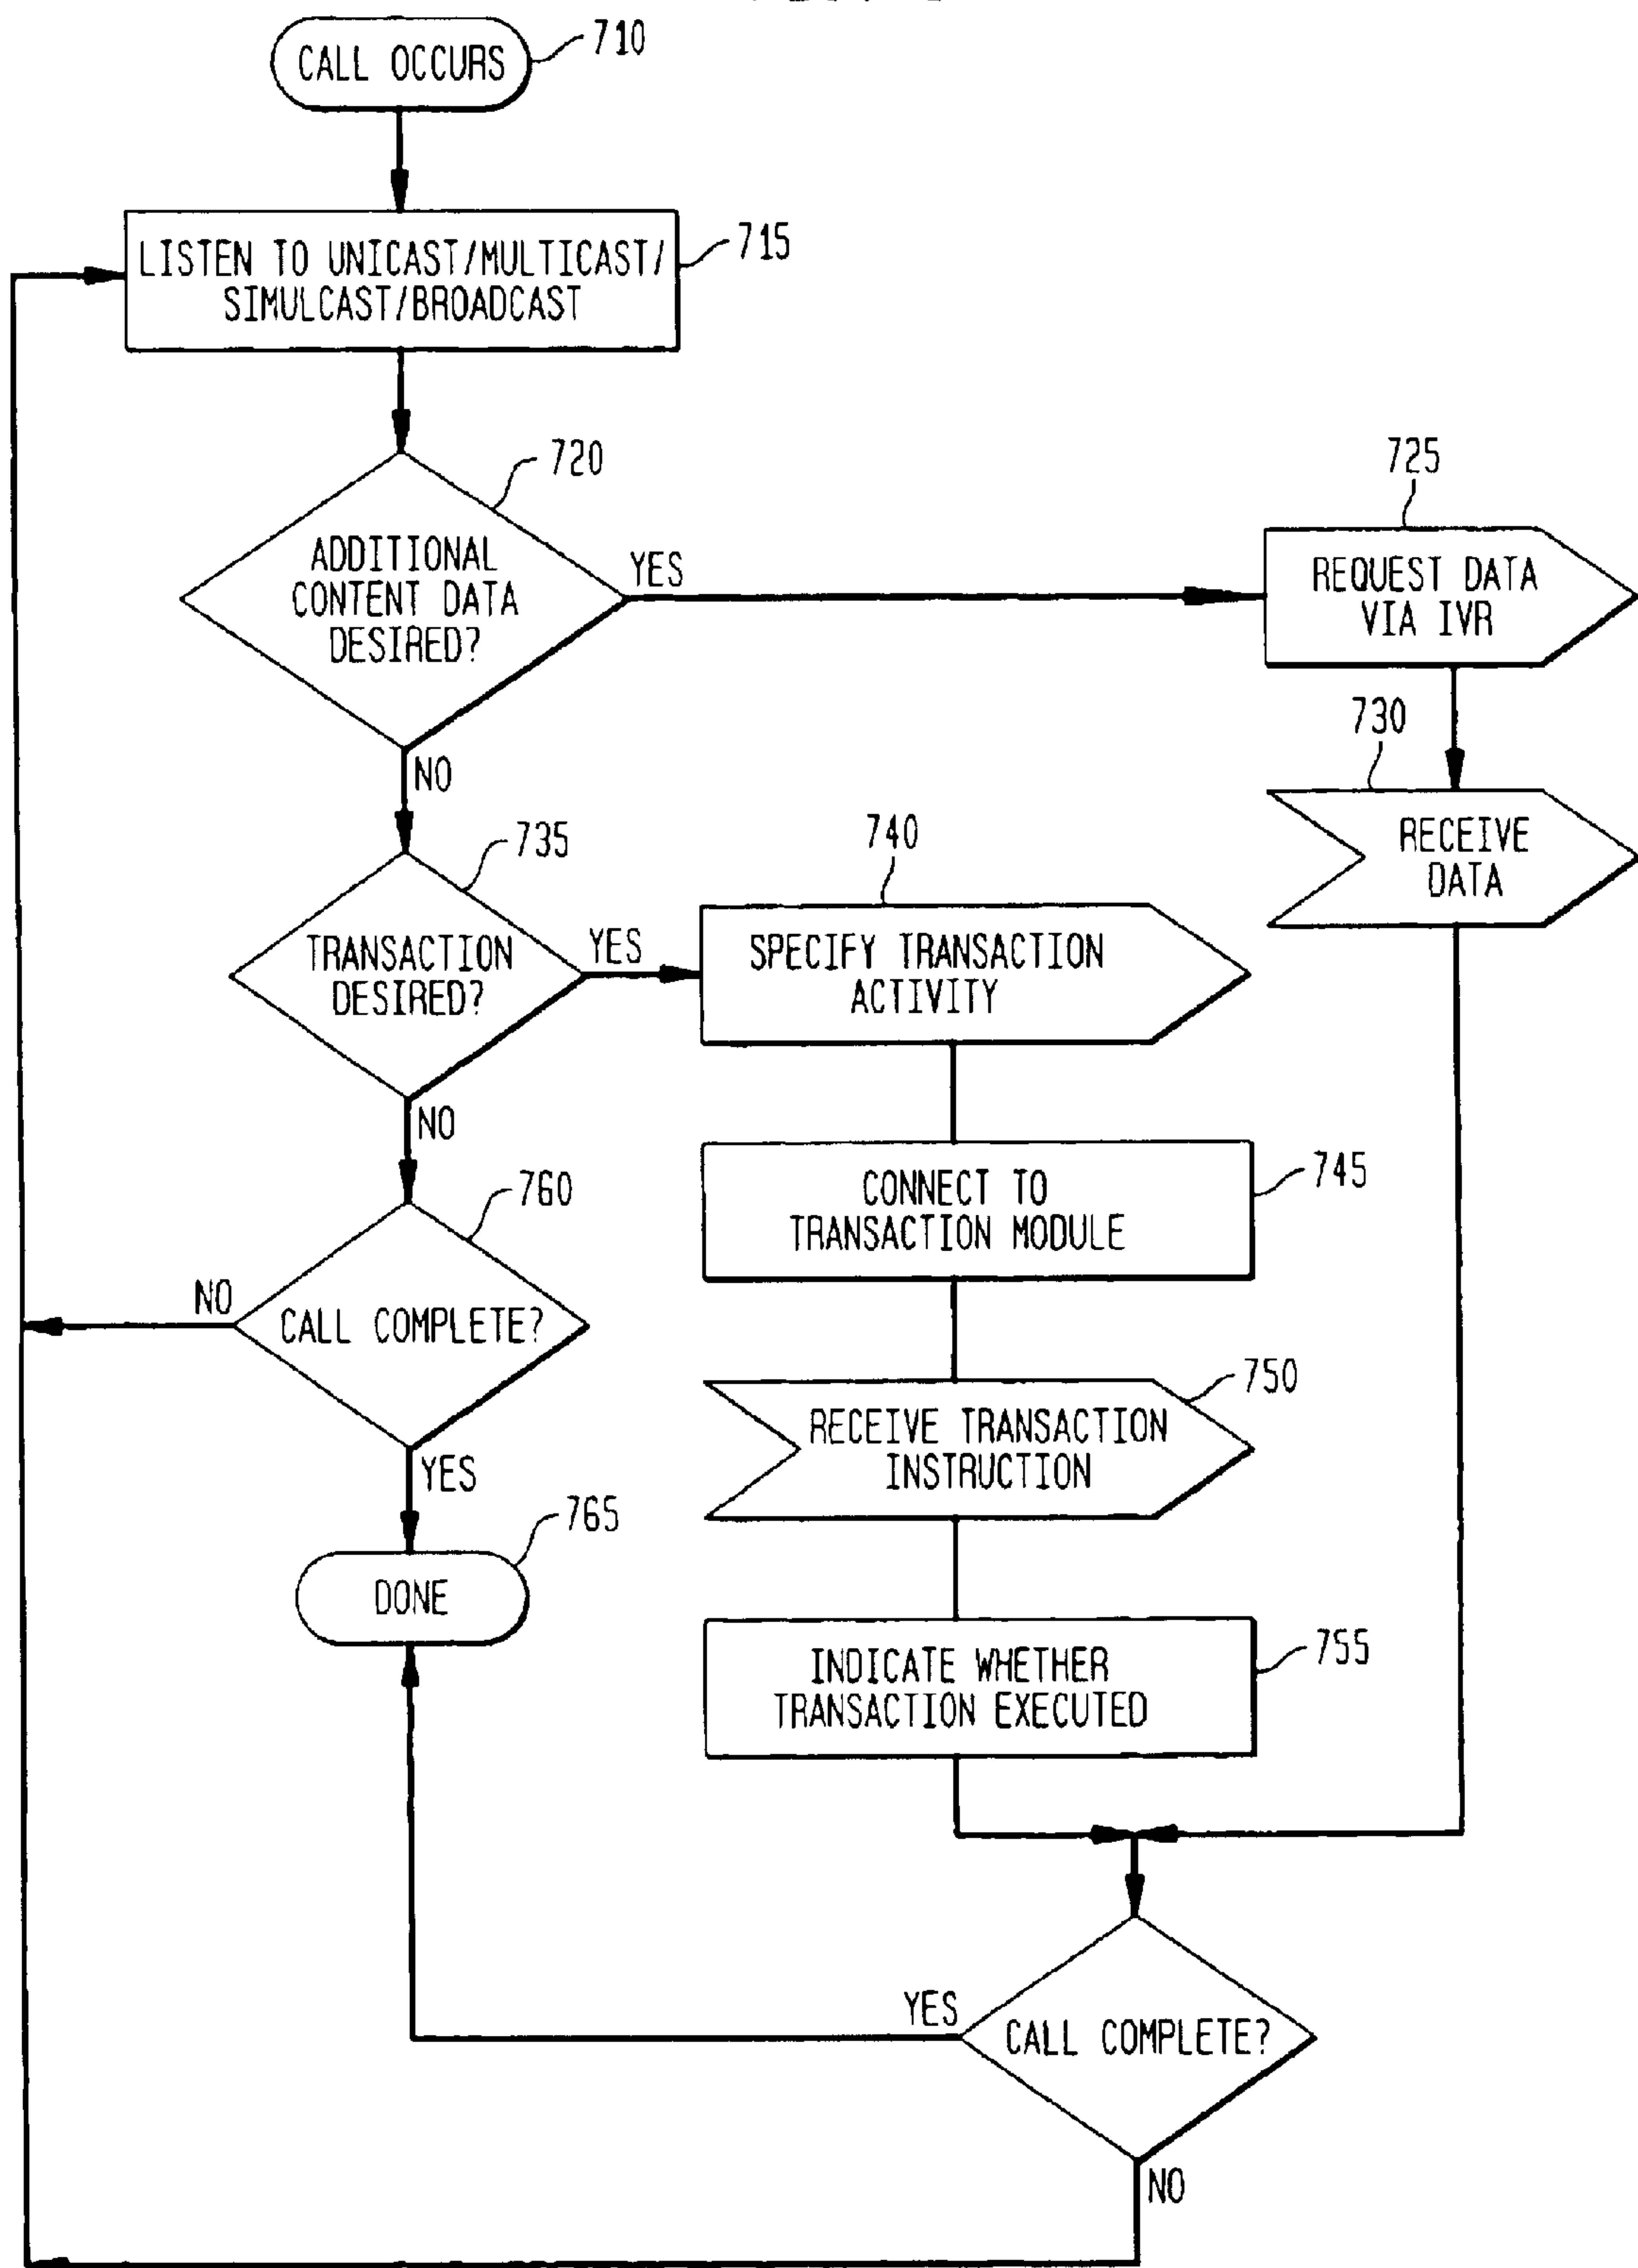 CALL OCCURS
710
LISTEN TO UNICAST/MULTICAST/
SIMULCAST/BROADCAST
715
720
ADDITIONAL
CONTENT DATA
DESIRED?
YES
725
REQUEST DATA
VIA IVR
NO
730
RECEIVE
DATA
735
TRANSACTION
DESIRED?
YES
740
SPECIFY TRANSACTION
ACTIVITY
NO
745
CONNECT TO
TRANSACTION MODULE
760
CALL COMPLETE?
NO
750
RECEIVE TRANSACTION
INSTRUCTION
YES
765
DONE
755
INDICATE WHETHER
TRANSACTION EXECUTED
YES
CALL COMPLETE?
NO